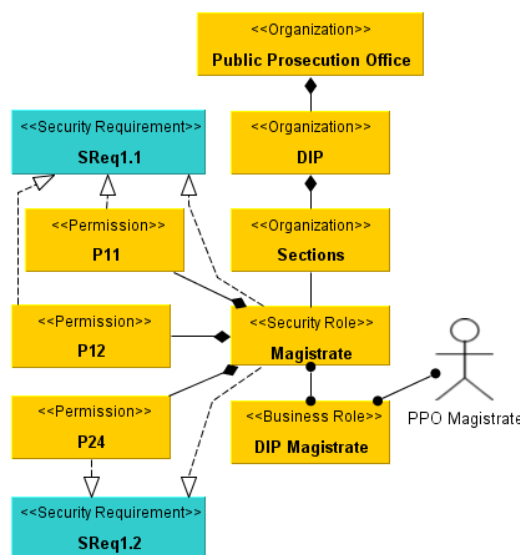 <<Organization>>
Public Prosecution Office
<<Security Requirement>>
SReq1.1
<<Organization>>
DIP
<<Permission>>
P11
<<Organization>>
Sections
<<Permission>>
P12
<<Security Role>>
Magistrate
<<Permission>>
P24
<<Business Role>>
DIP Magistrate
PPO Magistrate
<<Security Requirement>>
SReq1.2